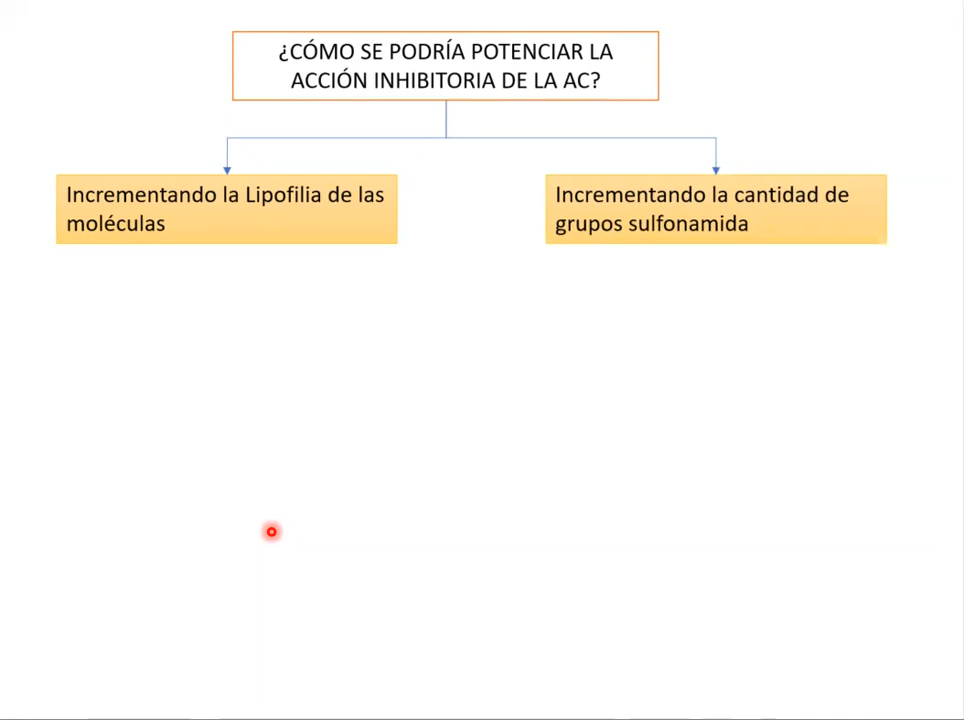 ¿CÓMO SE PODRÍA POTENCIAR LA
ACCIÓN INHIBITORIA DE LA AC?
Incrementando la Lipofilia de las
moléculas
Incrementando la cantidad de
grupos sulfonamida